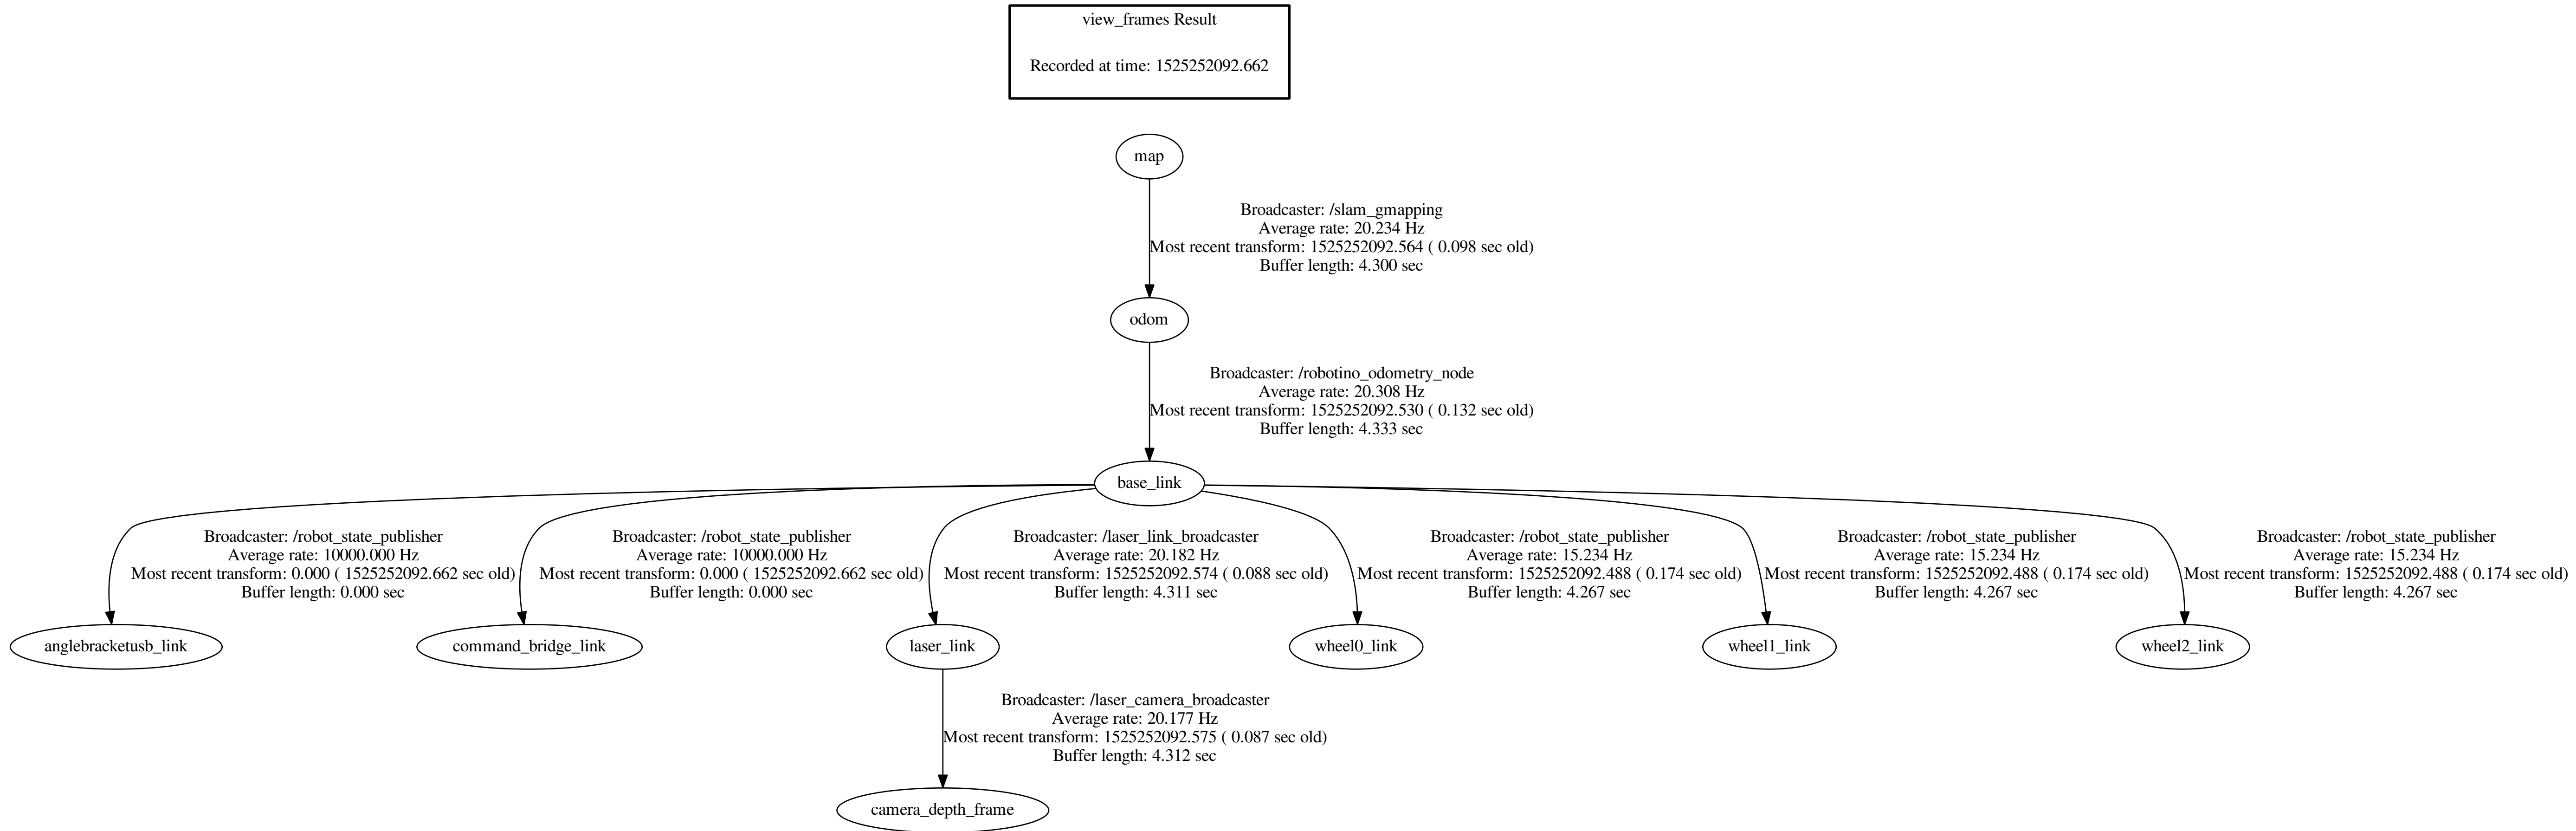 view_frames Result
Recorded at time: 1525252092.662
map
Broadcaster: /slam_gmapping
Average rate: 20.234 Hz
Most recent transform: 1525252092.564 ( 0.098 sec old)
Buffer length: 4.300 sec
odom
Broadcaster: /robotino_odometry_node
Average rate: 20.308 Hz
Most recent transform: 1525252092.530 ( 0.132 sec old)
Buffer length: 4.333 sec
base_link
Broadcaster: /robot_state_publisher
Average rate: 10000.000 Hz
Most recent transform: 0.000 ( 1525252092.662 sec old)
Buffer length: 0.000 sec
Broadcaster: /robot_state_publisher
Average rate: 10000.000 Hz
Most recent transform: 0.000 ( 1525252092.662 sec old)
Buffer length: 0.000 sec
Broadcaster: /laser_link_broadcaster
Average rate: 20.182 Hz
Most recent transform: 1525252092.574 ( 0.088 sec old)
Buffer length: 4.311 sec
Broadcaster: /robot_state_publisher
Average rate: 15.234 Hz
Most recent transform: 1525252092.488 ( 0.174 sec old)
Buffer length: 4.267 sec
Broadcaster: /robot_state_publisher
Average rate: 15.234 Hz
Most recent transform: 1525252092.488 ( 0.174 sec old)
Buffer length: 4.267 sec
Broadcaster: /robot_state_publisher
Average rate: 15.234 Hz
Most recent transform: 1525252092.488 ( 0.174 sec old)
Buffer length: 4.267 sec
anglebracketusb_link
command_bridge_link
laser_link
wheel0_link
wheel1_link
wheel2_link
Broadcaster: /laser_camera_broadcaster
Average rate: 20.177 Hz
Most recent transform: 1525252092.575 ( 0.087 sec old)
Buffer length: 4.312 sec
camera_depth_frame